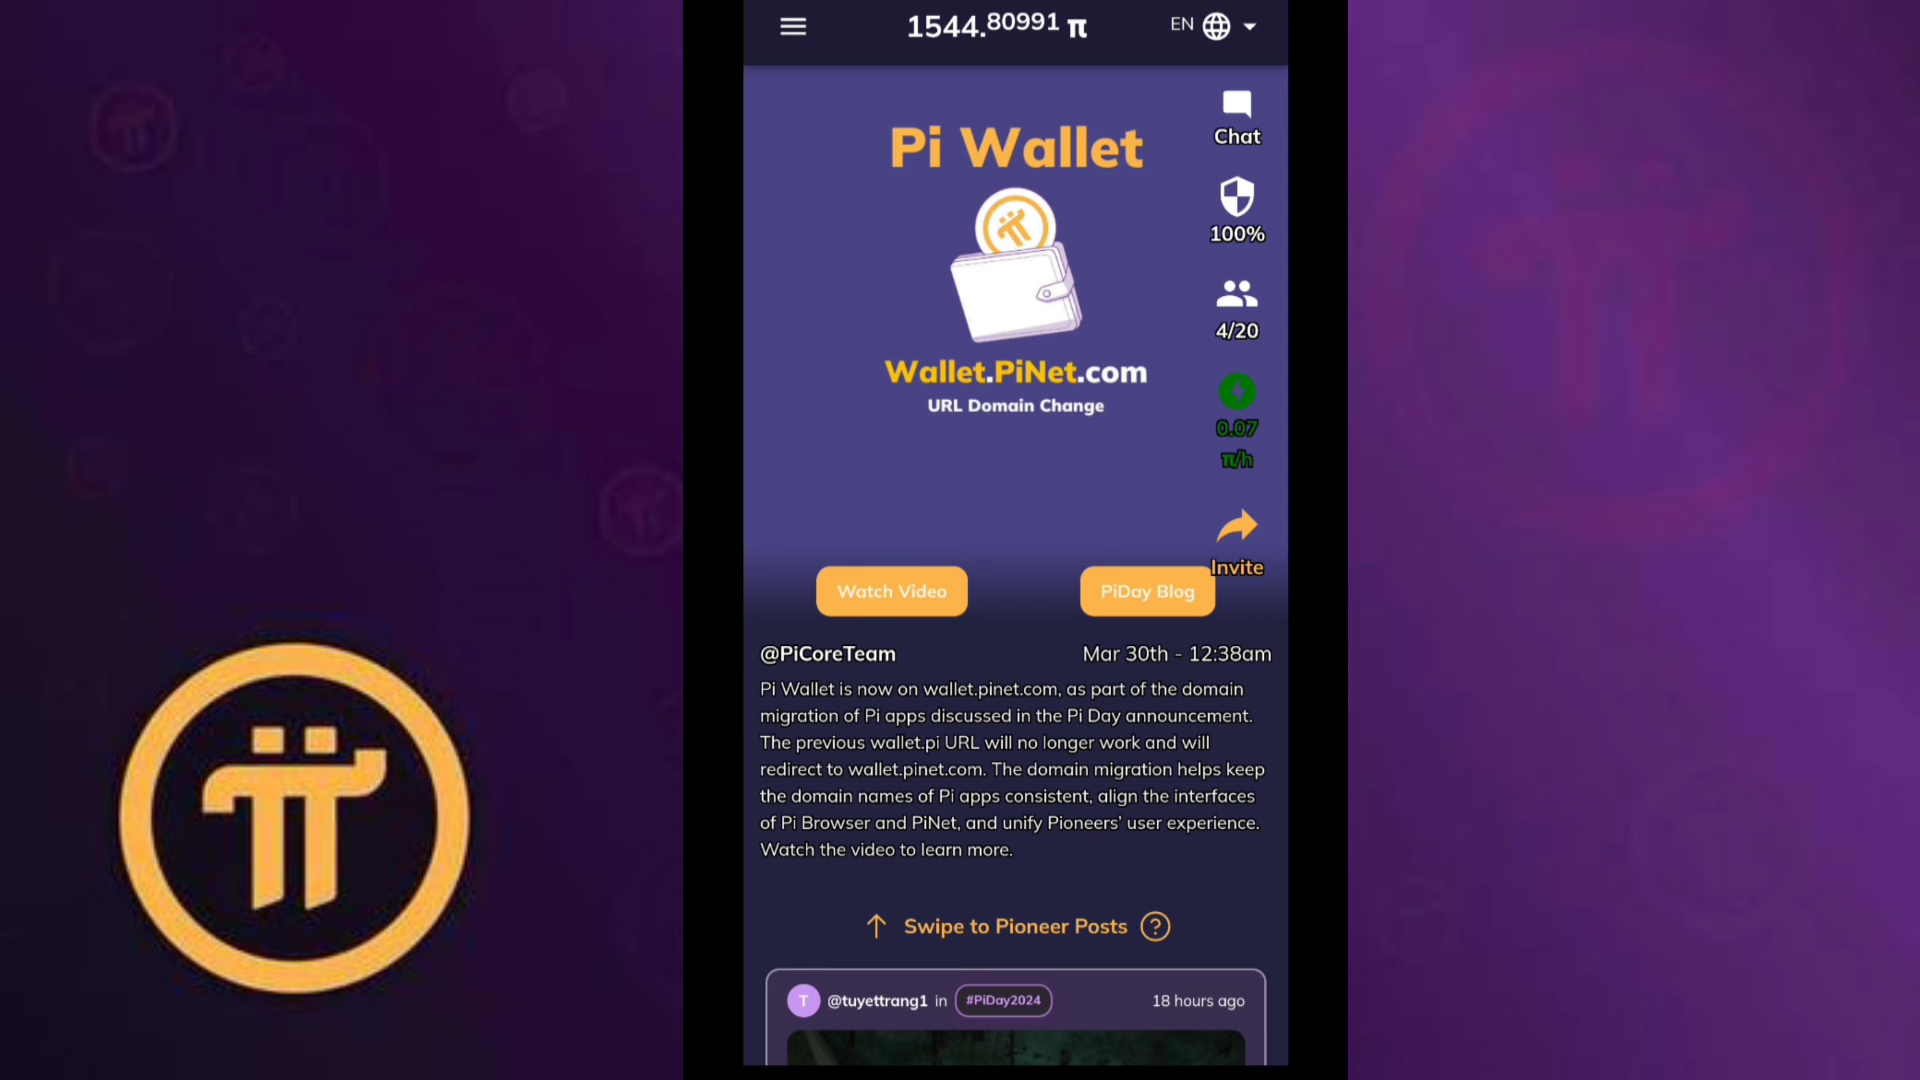 1544.80991 π
EN
Chat
Pi Wallet
100%
4/20
Wallet.PiNet.com
URL Domain Change
0.07
π/h
Invite
Watch Video
PiDay Blog
@PiCoreTeam
Mar 30th - 12:38am
Pi Wallet is now on wallet.pinet.com, as part of the domain
migration of Pi apps discussed in the Pi Day announcement.
The previous wallet.pi URL will no longer work and will
redirect to wallet.pinet.com. The domain migration helps keep
the domain names of Pi apps consistent, align the interfaces
of Pi Browser and PiNet, and unify Pioneers’ user experience.
Watch the video to learn more.
Swipe to Pioneer Posts ?
T @tuyettrang1 in #PiDay2024 18 hours ago